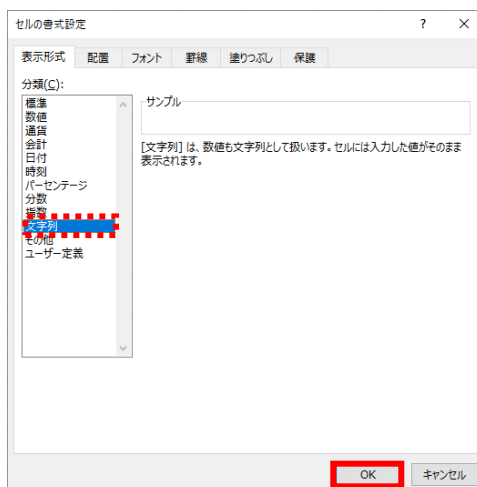 セルの書式設定 ? ×
表示形式 配置 フォント 罫線 塗りつぶし 保護
分類(C):
標準
数値
通貨
会計
日付
時刻
パーセンテージ
分数
指数
文字列
その他
ユーザー定義
サンプル
[文字列] は、数値も文字列として扱います。セルには入力した値がそのまま
表示されます。
OK キャンセル